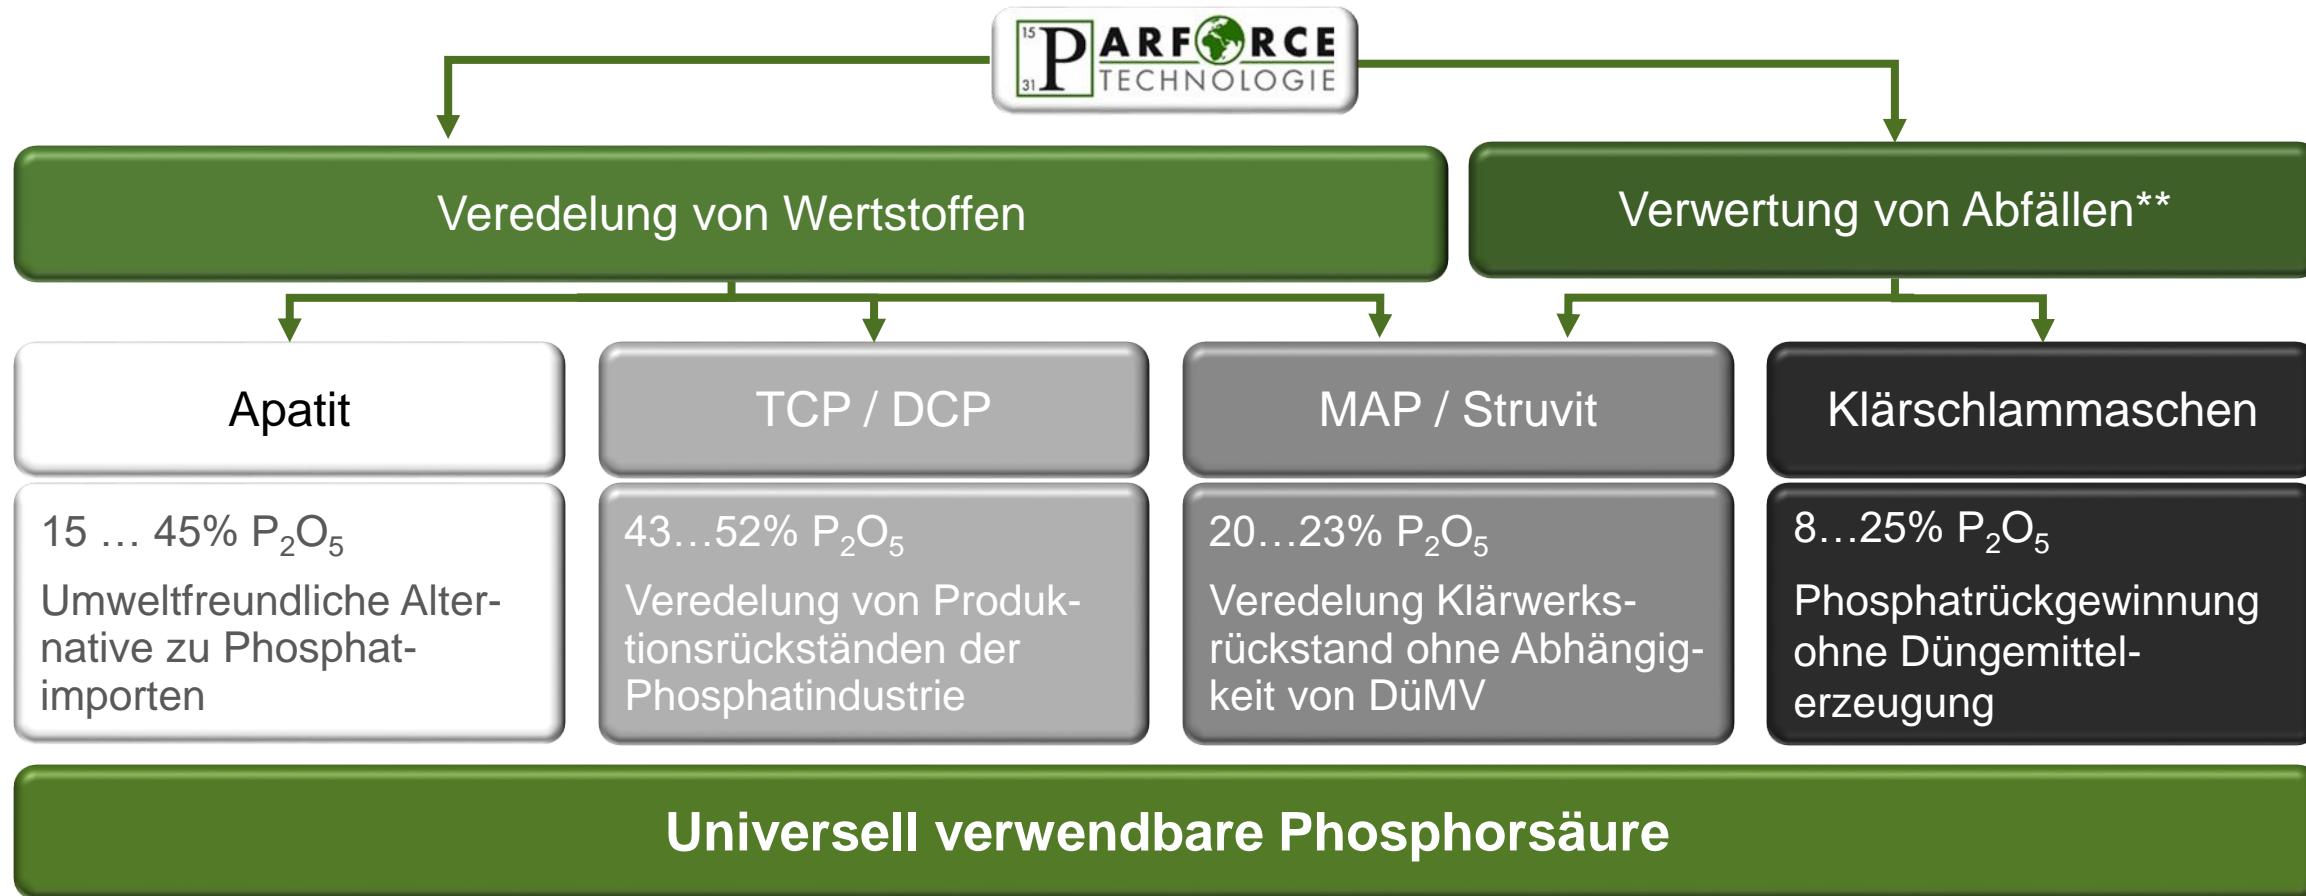 15
31
PARFORCE
TECHNOLOGIE
Veredelung von Wertstoffen
Verwertung von Abfällen**
Apatit
TCP / DCP
MAP / Struvit
Klärschlammaschen
15 … 45% P₂O₅
Umweltfreundliche Alter-
native zu Phosphat-
importen
43…52% P₂O₅
Veredelung von Produk-
tionsrückständen der
Phosphatindustrie
20…23% P₂O₅
Veredelung Klärwerks-
rückstand ohne Abhängig-
keit von DüMV
8…25% P₂O₅
Phosphatrückgewinnung
ohne Düngemittel-
erzeugung
Universell verwendbare Phosphorsäure